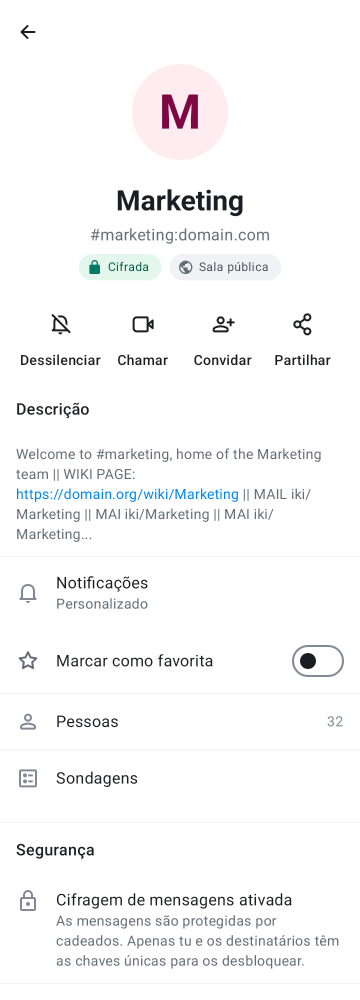 M
Marketing
#marketing:domain.com
Cifrada
Sala pública
Dessilenciar
Chamar
Convidar
Partilhar
Descrição
Welcome to #marketing, home of the Marketing
team || WIKI PAGE:
https://domain.org/wiki/Marketing || MAIL iki/
Marketing || MAI iki/Marketing || MAI iki/
Marketing...
Notificações
Personalizado
Marcar como favorita
Pessoas
32
Sondagens
Segurança
Cifragem de mensagens ativada
As mensagens são protegidas por
cadeados. Apenas tu e os destinatários têm
as chaves únicas para os desbloquear.